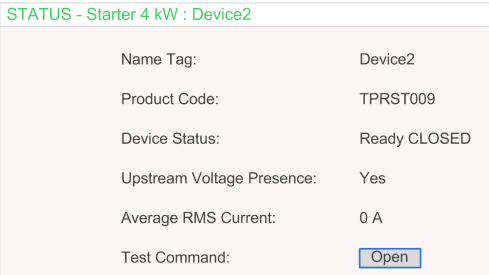 STATUS - Starter 4 kW : Device2
Name Tag: Device2
Product Code: TPRST009
Device Status: Ready CLOSED
Upstream Voltage Presence: Yes
Average RMS Current: 0 A
Test Command: Open